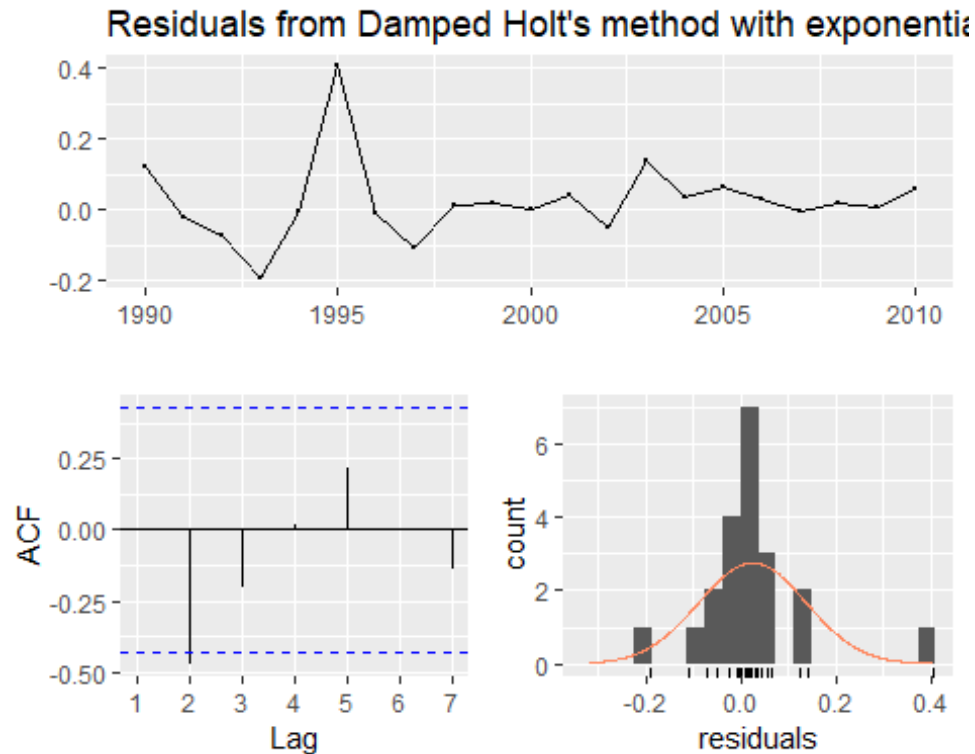 Residuals from Damped Holt's method with exponentia
0.4
0.2
0.0
-0.2
1990 1995 2000 2005 2010
ACF
0.25
0.00
-0.25
-0.50
1 2 3 4 5 6 7
Lag
count
6
4
2
0
-0.2 0.0 0.2 0.4
residuals